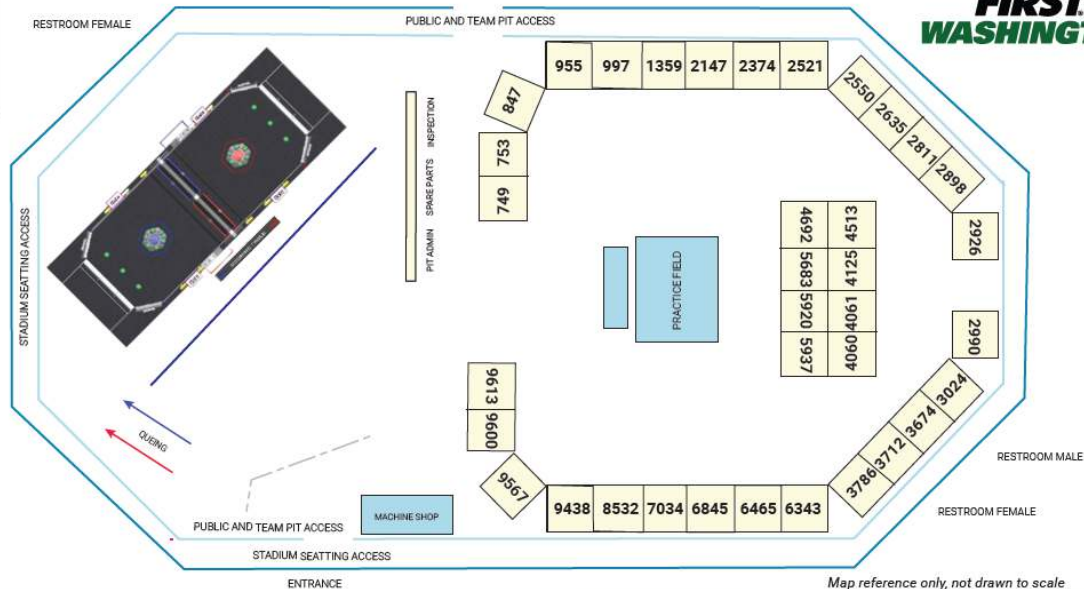 FIRST
WASHINGT
RESTROOM FEMALE
PUBLIC AND TEAM PIT ACCESS
955 997 1359 2147 2374 2521
847
753
749
2550
2635
2811
2898
2926
INSPECTION
SPARE PARTS
PIT ADMIN
STADIUM SEATTING ACCESS
PRACTICE FIELD
4692 4513
5683 4125
5920 4061
5937 4060
2990
3024
3674
3712
3786
9613
9600
9567
QUEING
9438 8532 7034 6845 6465 6343
MACHINE SHOP
PUBLIC AND TEAM PIT ACCESS
STADIUM SEATTING ACCESS
ENTRANCE
RESTROOM MALE
RESTROOM FEMALE
Map reference only, not drawn to scale